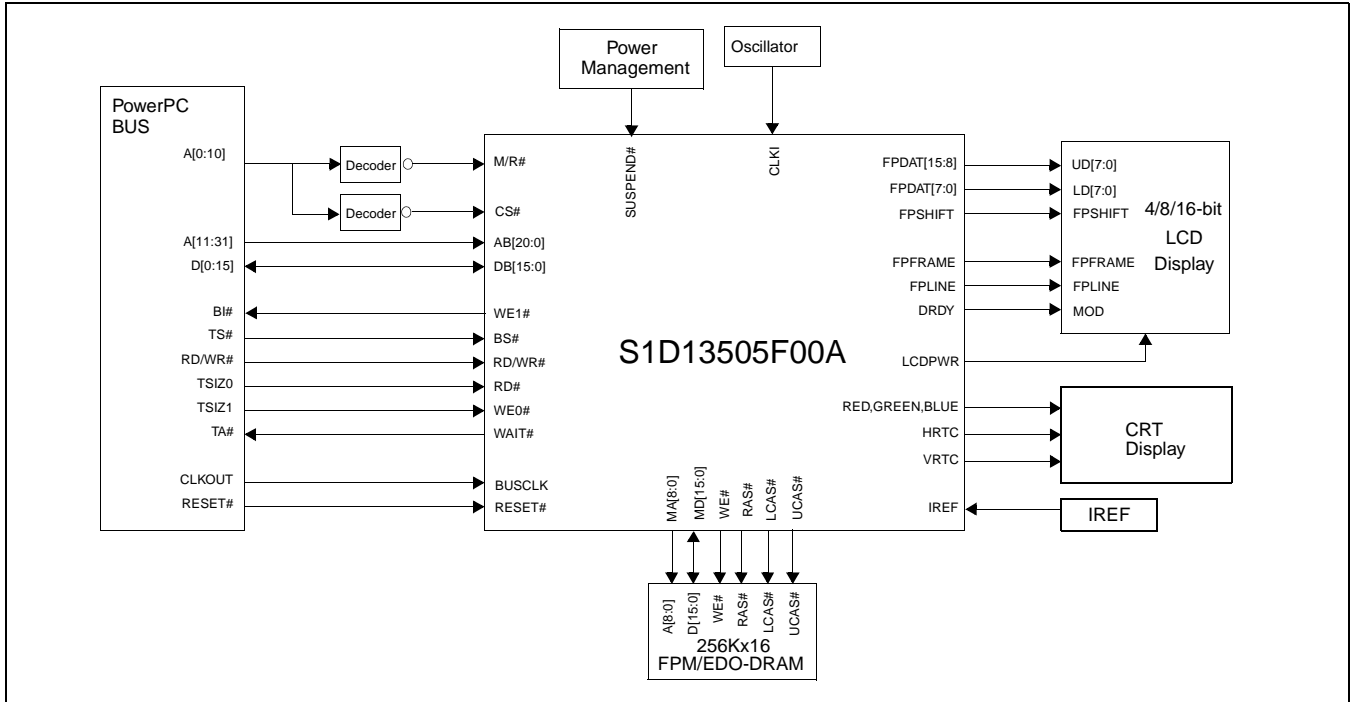 Power
Management
Oscillator
PowerPC
BUS
A[0:10]
Decoder
M/R#
Decoder
CS#
A[11:31]
AB[20:0]
D[0:15]
DB[15:0]
BI#
WE1#
TS#
BS#
RD/WR#
RD/WR#
TSIZ0
RD#
TSIZ1
WE0#
TA#
WAIT#
CLKOUT
BUSCLK
RESET#
RESET#
SUSPEND#
CLKI
S1D13505F00A
FPDAT[15:8]
UD[7:0]
FPDAT[7:0]
LD[7:0]
FPSHIFT
FPSHIFT
4/8/16-bit
LCD
Display
FPFRAME
FPFRAME
FPLINE
FPLINE
DRDY
MOD
LCDPWR
RED,GREEN,BLUE
HRTC
VRTC
CRT
Display
IREF
IREF
MA[8:0]
MD[15:0]
WE#
RAS#
LCAS#
UCAS#
A[8:0]
D[15:0]
WE#
RAS#
LCAS#
UCAS#
256Kx16
FPM/EDO-DRAM